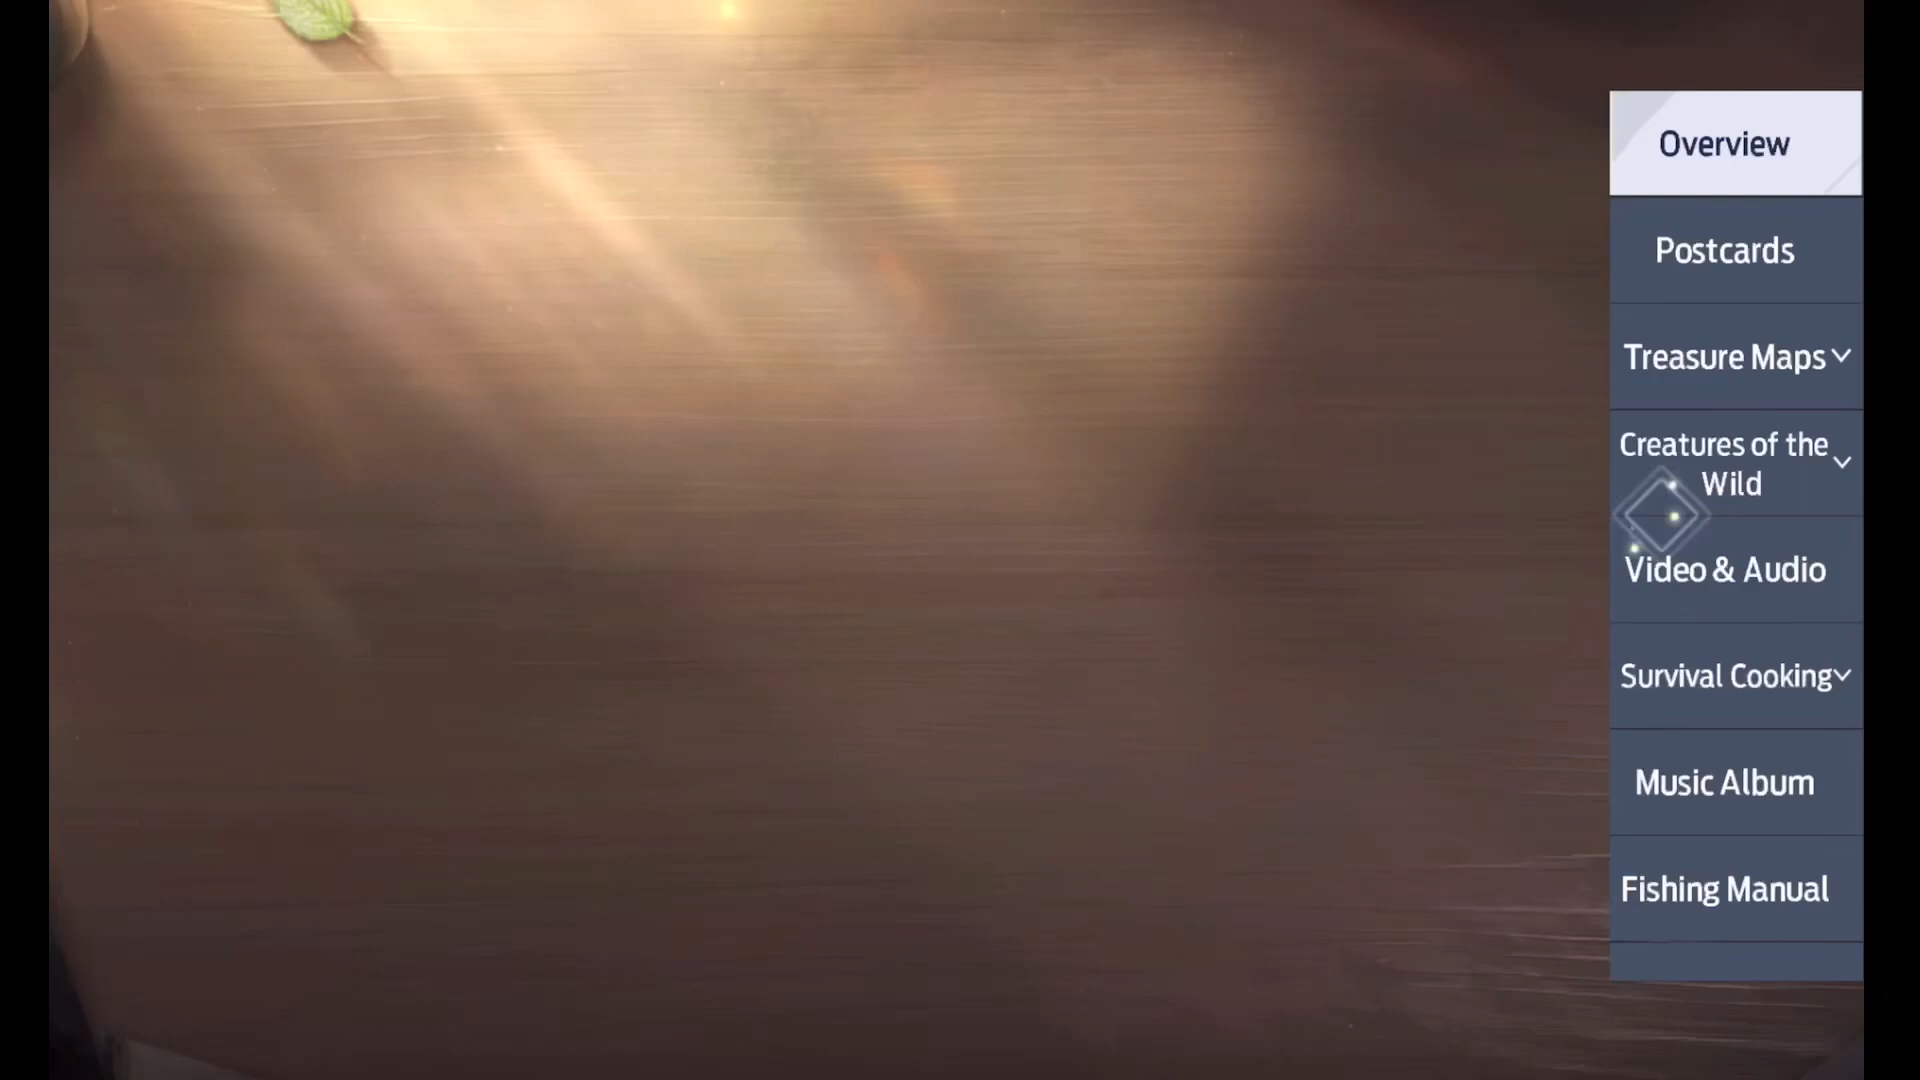 Overview
Postcards
Treasure Maps
Creatures of the
Wild
Video & Audio
Survival Cooking
Music Album
Fishing Manual